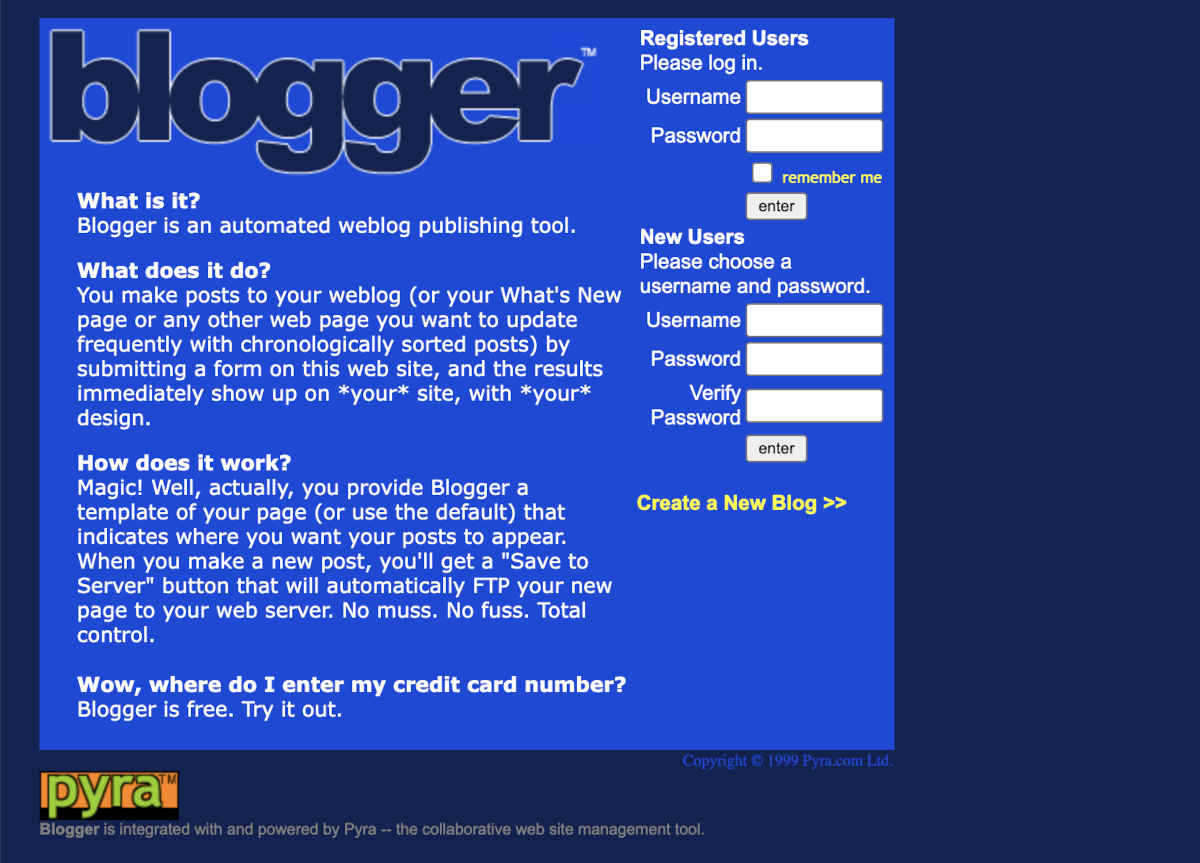 blogger™
What is it?
Blogger is an automated weblog publishing tool.
What does it do?
You make posts to your weblog (or your What's New
page or any other web page you want to update
frequently with chronologically sorted posts) by
submitting a form on this web site, and the results
immediately show up on *your* site, with *your*
design.
How does it work?
Magic! Well, actually, you provide Blogger a
template of your page (or use the default) that
indicates where you want your posts to appear.
When you make a new post, you'll get a "Save to
Server" button that will automatically FTP your new
page to your web server. No muss. No fuss. Total
control.
Wow, where do I enter my credit card number?
Blogger is free. Try it out.
Registered Users
Please log in.
Username
Password
remember me
enter
New Users
Please choose a
username and password.
Username
Password
Verify
Password
enter
Create a New Blog >>
Copyright © 1999 Pyra.com Ltd.
pyra™
Blogger is integrated with and powered by Pyra -- the collaborative web site management tool.